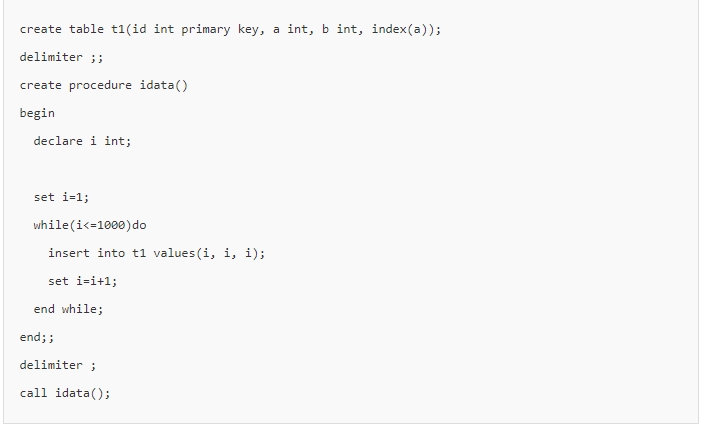 create table t1(id int primary key, a int, b int, index(a));
delimiter ;;
create procedure idata()
begin
declare i int;
set i=1;
while(i<=1000)do
insert into t1 values(i, i, i);
set i=i+1;
end while;
end;;
delimiter ;
call idata();